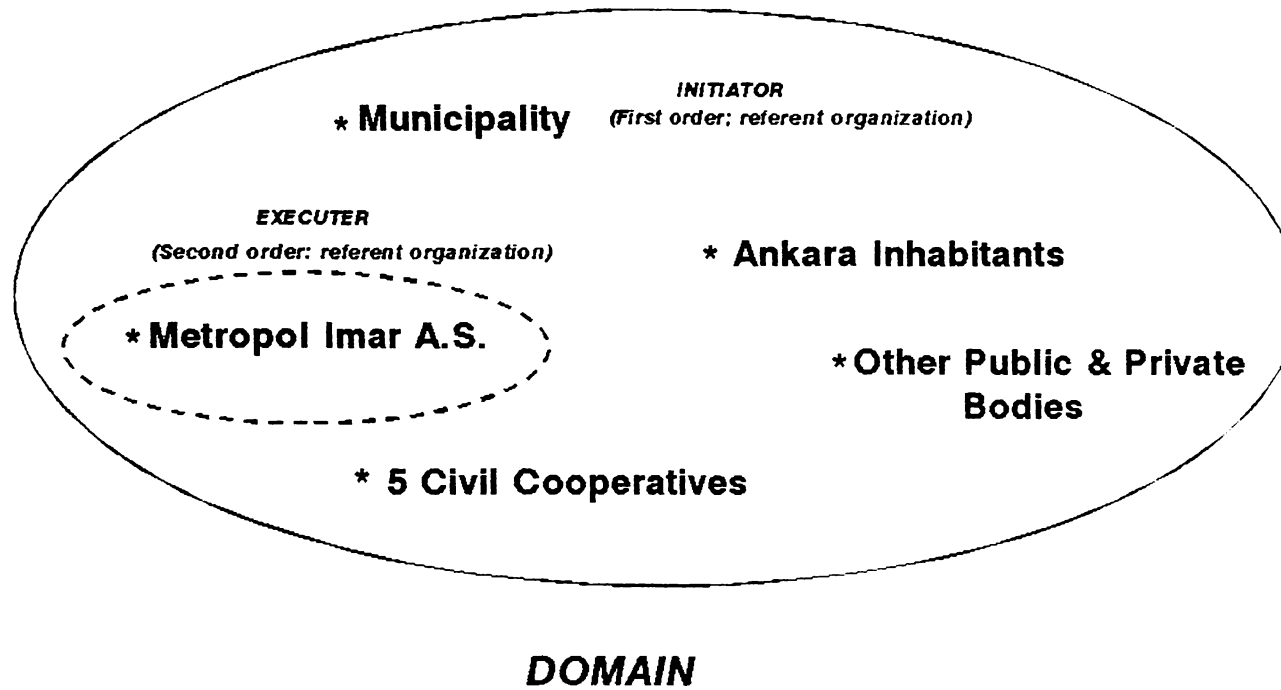 INITIATOR
* Municipality (First order; referent organization)
EXECUTER
(Second order: referent organization)
* Ankara Inhabitants
* Metropol Imar A.S.
* Other Public & Private
Bodies
* 5 Civil Cooperatives
DOMAIN